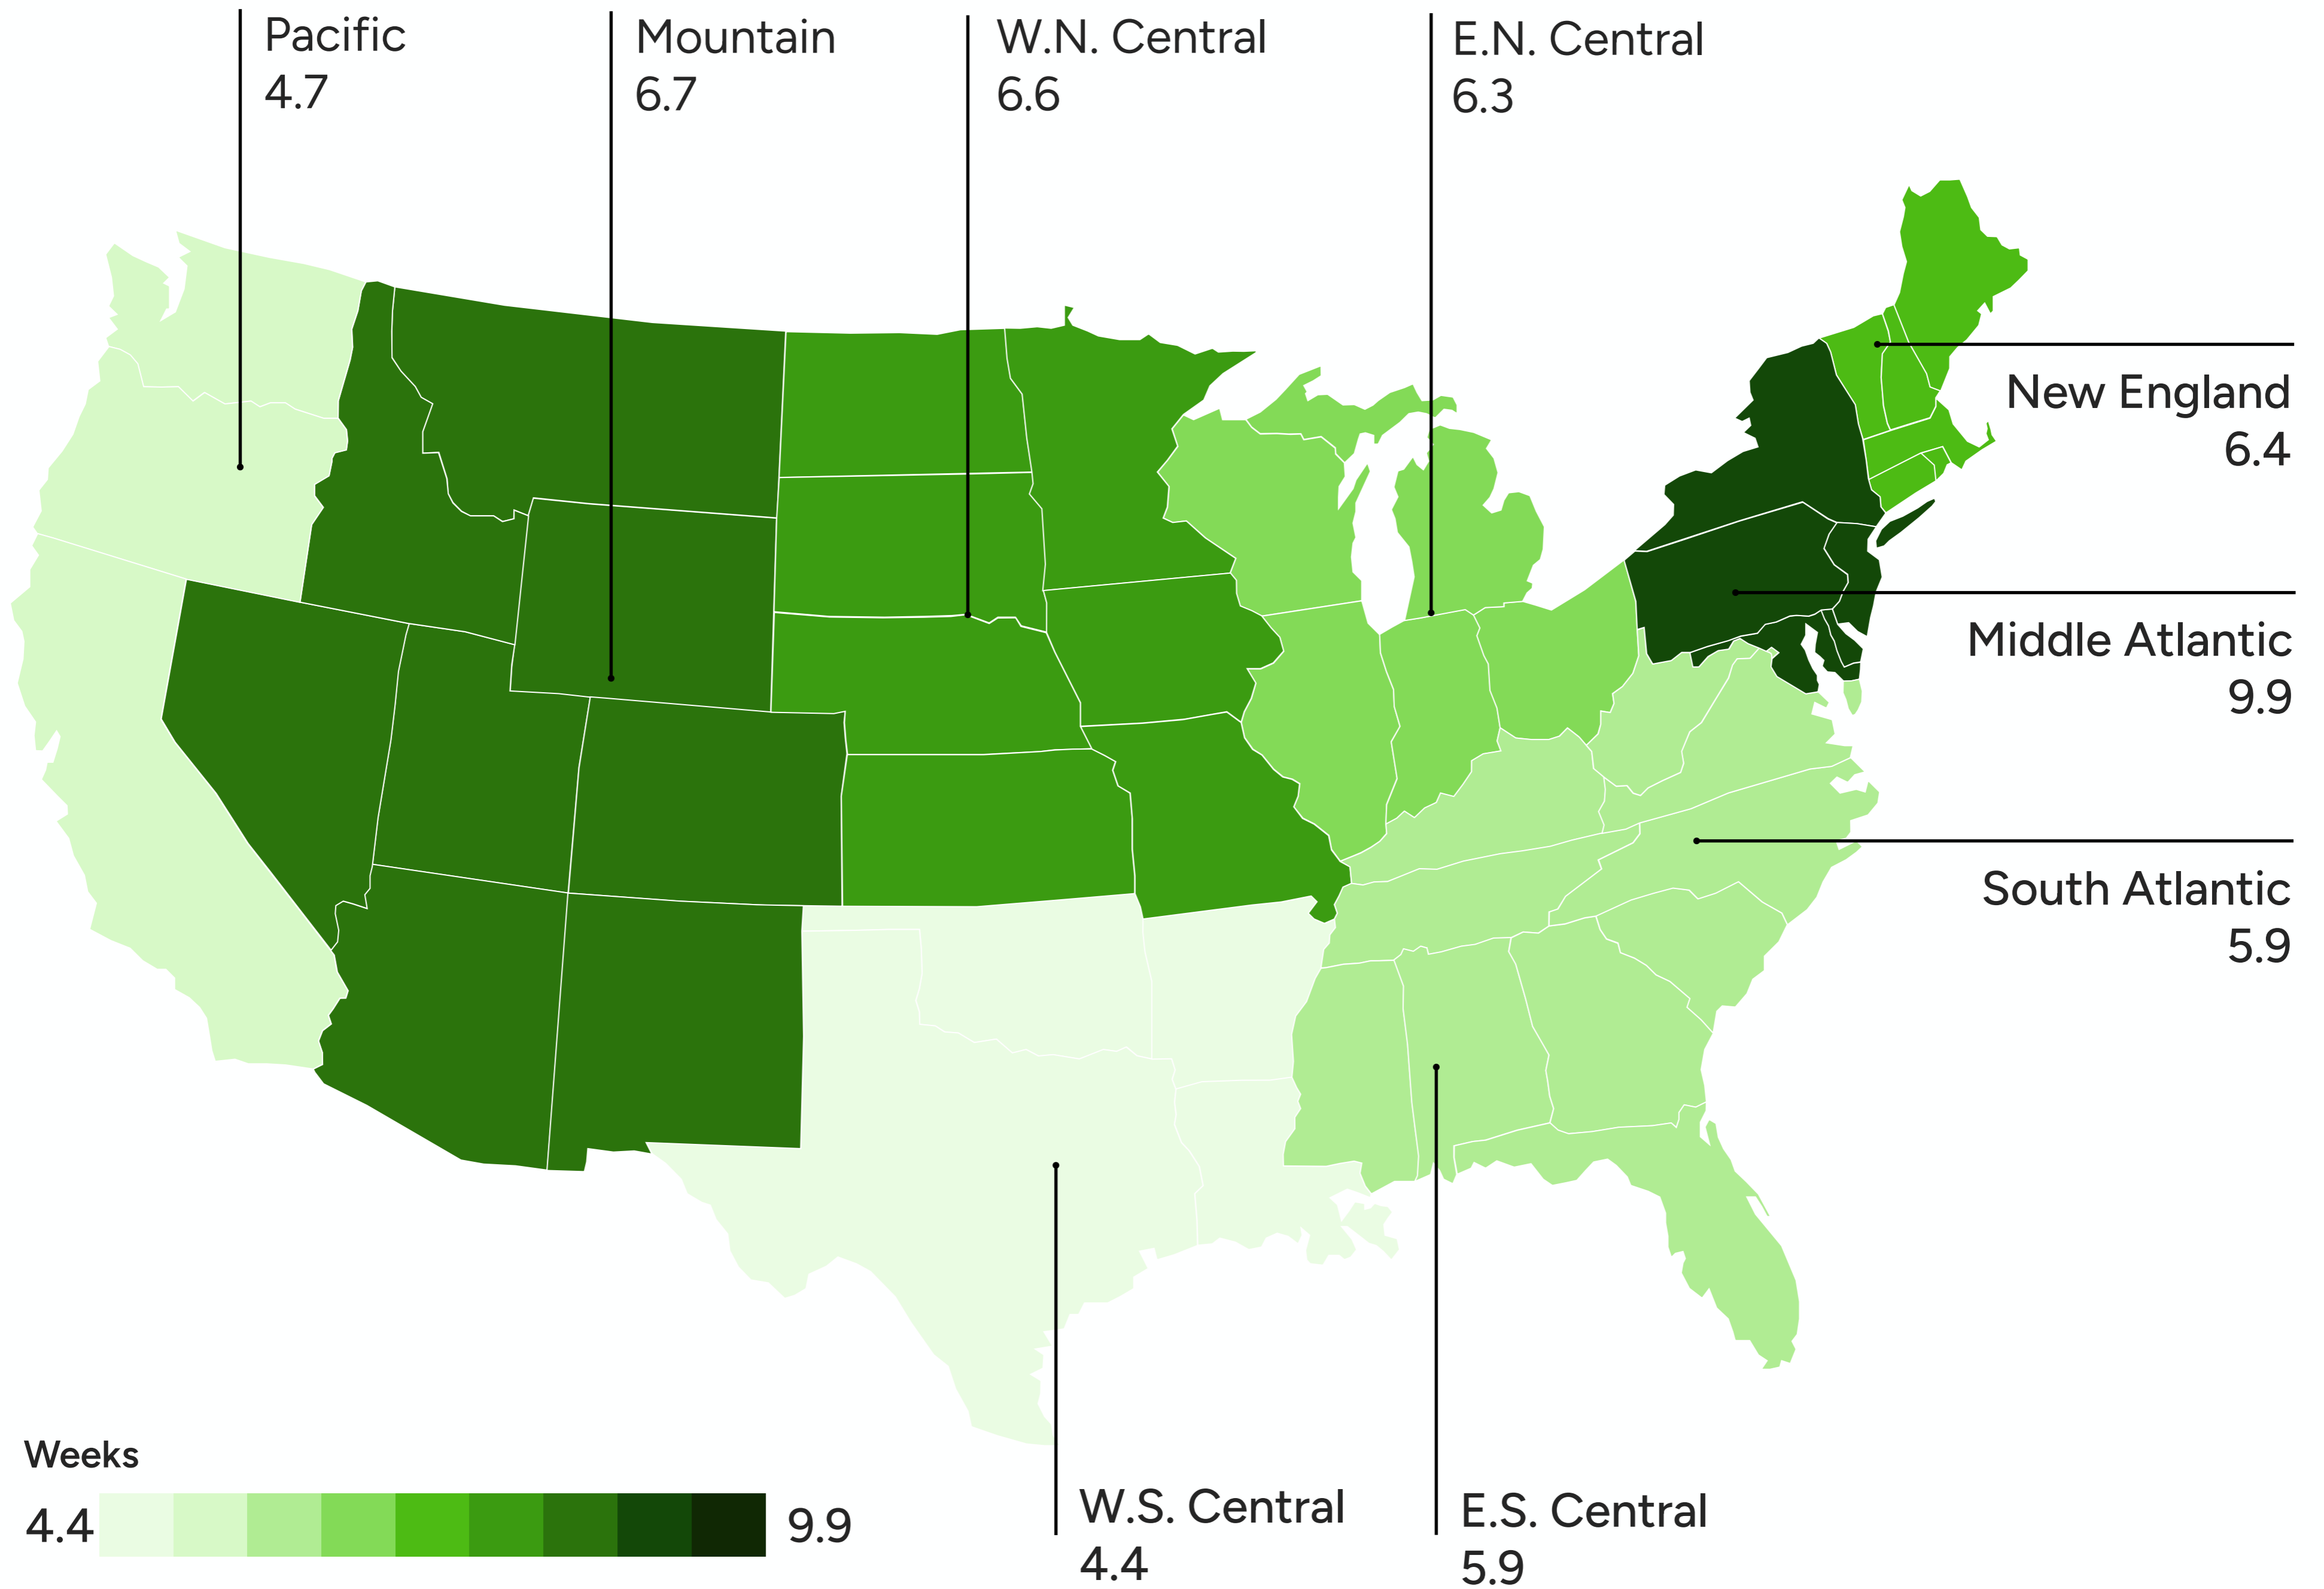 Pacific
4.7
Mountain
6.7
W.N. Central
6.6
E.N. Central
6.3
New England
6.4
Middle Atlantic
9.9
South Atlantic
5.9
Weeks
4.4
9.9
W.S. Central
4.4
E.S. Central
5.9